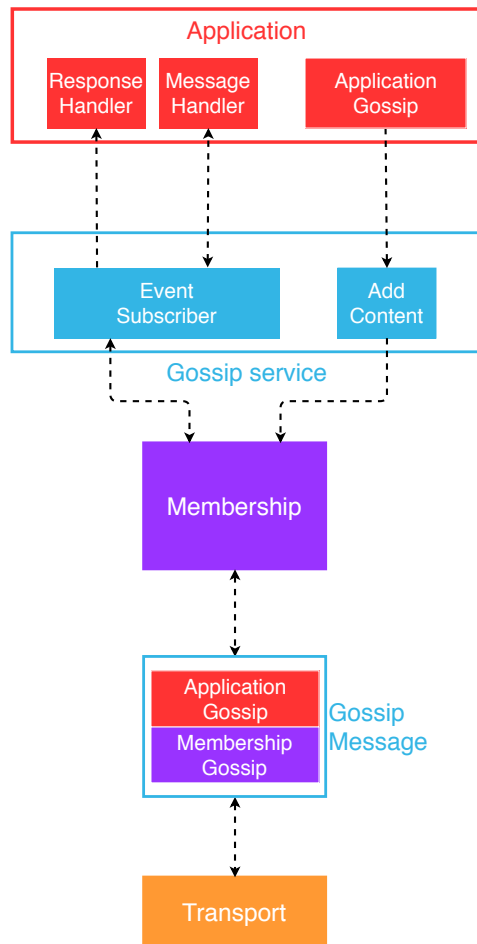 Application
Response
Handler
Message
Handler
Application
Gossip
Event
Subscriber
Add
Content
Gossip service
Membership
Application
Gossip
Membership
Gossip
Gossip
Message
Transport